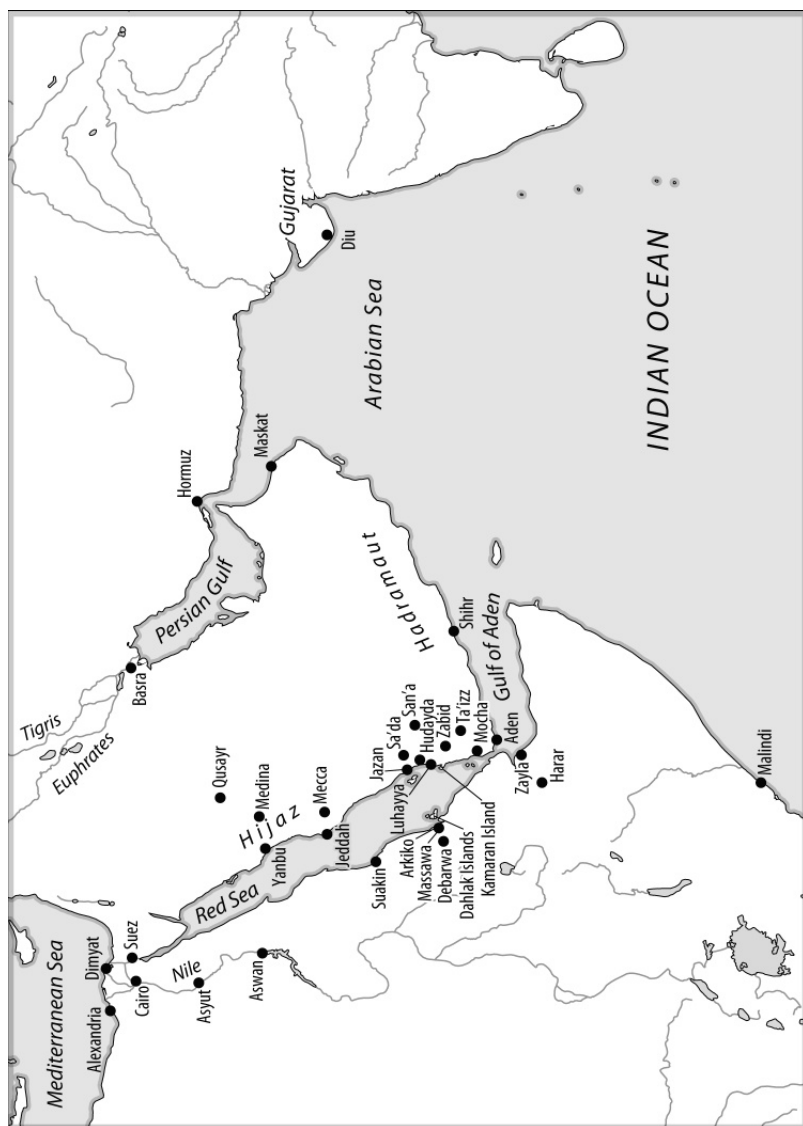 Mediterranean Sea
Alexandria
Dimyat
Cairo
Suez
Nile
Asyut
Aswan
Red Sea
Tigris
Euphrates
Basra
Persian Gulf
Hormuz
Maskat
Gujarat
Diu
Arabian Sea
INDIAN OCEAN
Qusayr
Medina
Hijaz
Yanbu
Mecca
Jeddah
Suakin
Hadramaut
Shihr
Gulf of Aden
Jazan
Sa'da
San'a
Luhayya
Hudayda
Zabid
Ta'izz
Mocha
Aden
Arkiko
Massawa
Debarwa
Dahlak Islands
Kamaran Island
Zayla
Harar
Malindi